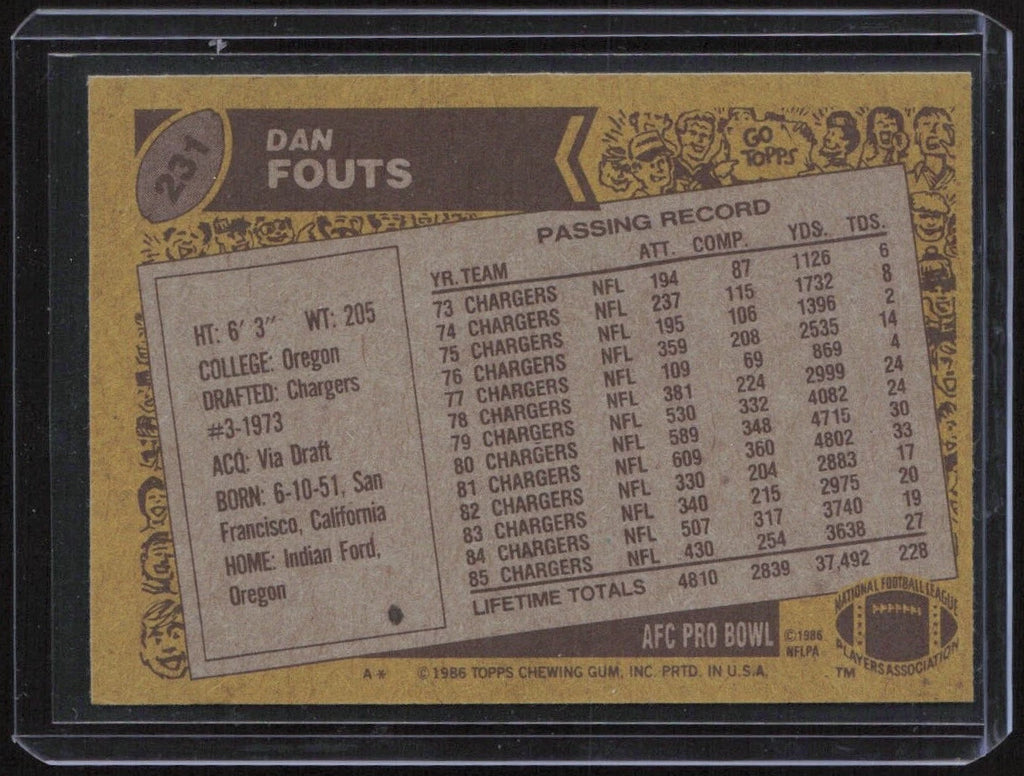 231
DAN
FOUTS
GO
TOPPS
HT: 6' 3" WT: 205
COLLEGE: Oregon
DRAFTED: Chargers
#3-1973
ACQ: Via Draft
BORN: 6-10-51, San
Francisco, California
HOME: Indian Ford,
Oregon
PASSING RECORD
YR. TEAM ATT. COMP. YDS. TDS.
73 CHARGERS NFL 194 87 1126 6
74 CHARGERS NFL 237 115 1732 8
75 CHARGERS NFL 195 106 1396 2
76 CHARGERS NFL 359 208 2535 14
77 CHARGERS NFL 109 69 869 4
78 CHARGERS NFL 381 224 2999 24
79 CHARGERS NFL 530 332 4082 24
80 CHARGERS NFL 589 348 4715 30
81 CHARGERS NFL 609 360 4802 33
82 CHARGERS NFL 330 204 2883 17
83 CHARGERS NFL 340 215 2975 20
84 CHARGERS NFL 507 317 3740 19
85 CHARGERS NFL 430 254 3638 27
LIFETIME TOTALS 4810 2839 37,492 228
AFC PRO BOWL
©1986
NFLPA
NATIONAL FOOTBALL LEAGUE
PLAYERS ASSOCIATION
TM
A* ©1986 TOPPS CHEWING GUM, INC. PRTD. IN U.S.A.